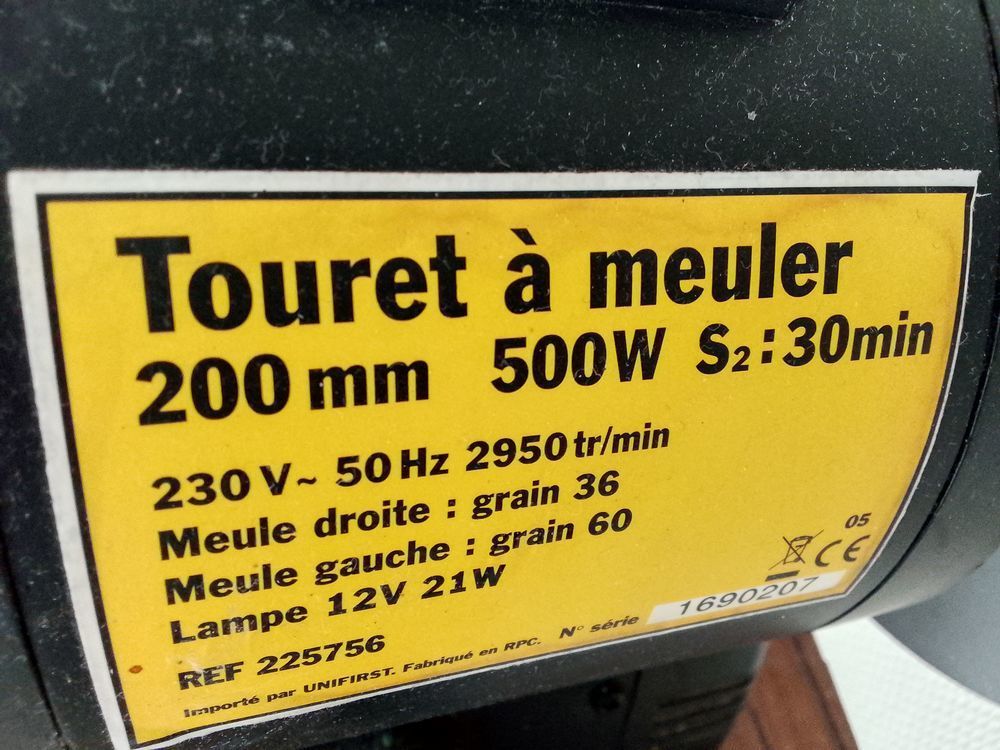 Touret à meuler
200 mm 500W S2 : 30min
230 V~ 50 Hz 2950 tr/min
Meule droite : grain 36
Meule gauche : grain 60
Lampe 12V 21W
05
CE
REF 225756
N° série 1690207
Importé par UNIFIRST. Fabriqué en RPC.